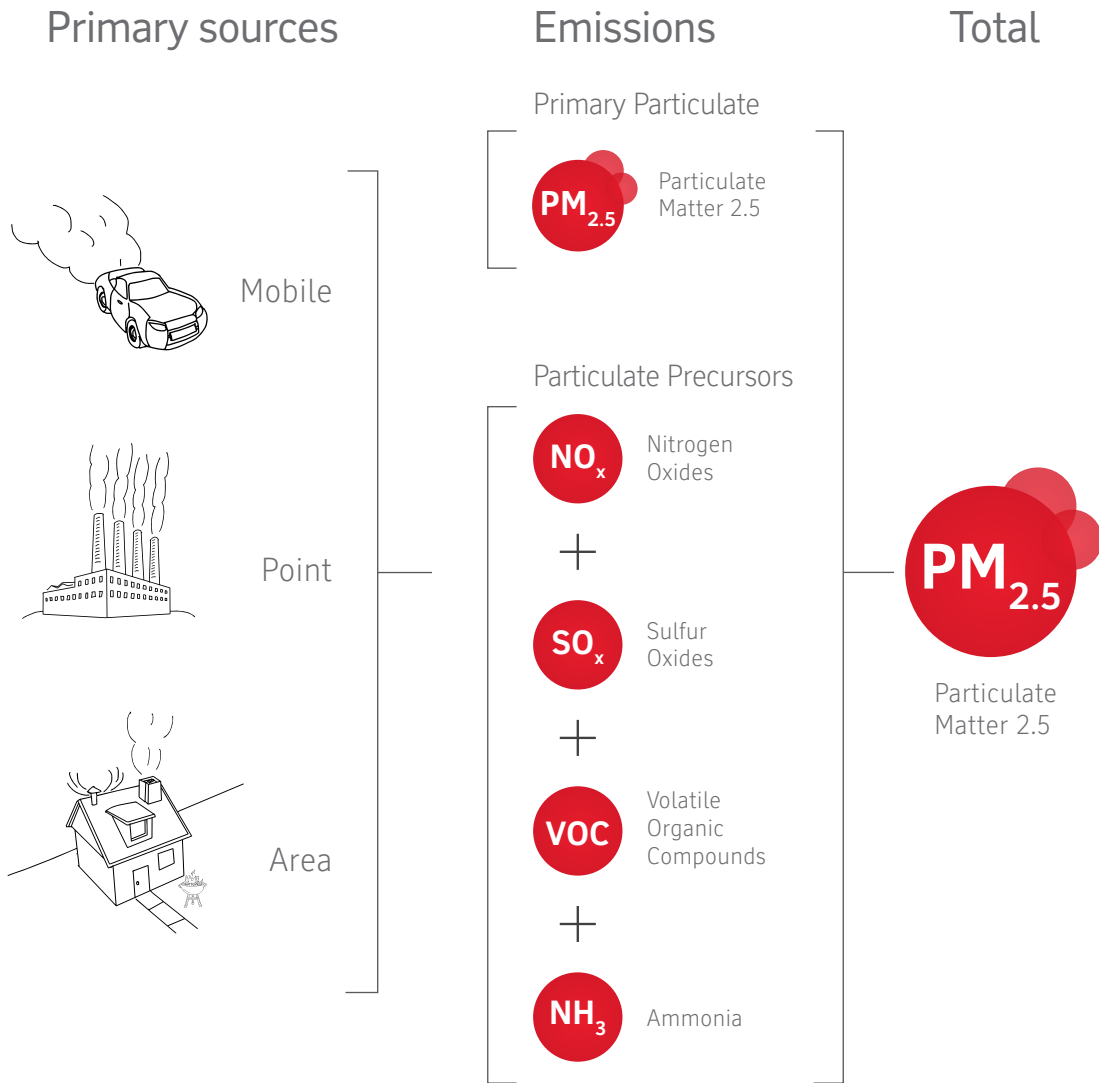 Primary sources
Emissions
Total
Mobile
Point
Area
Primary Particulate
PM2.5
Particulate
Matter 2.5
Particulate Precursors
NOx
Nitrogen
Oxides
+
SOx
Sulfur
Oxides
+
VOC
Volatile
Organic
Compounds
+
NH3
Ammonia
PM2.5
Particulate
Matter 2.5